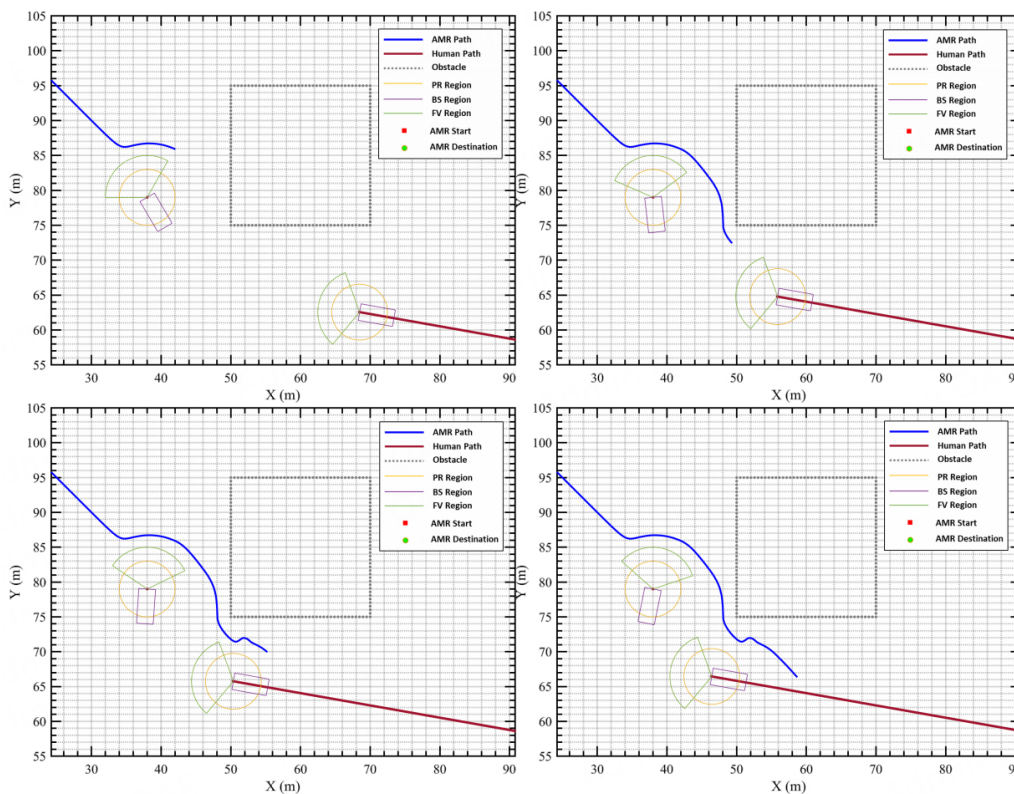 105
100
95
90
85
80
75
70
65
60
55
Y (m)
30 40 50 60 70 80 90
X (m)
AMR Path
Human Path
Obstacle
PR Region
BS Region
FV Region
AMR Start
AMR Destination
105
100
95
90
85
80
75
70
65
60
55
Y (m)
30 40 50 60 70 80 90
X (m)
AMR Path
Human Path
Obstacle
PR Region
BS Region
FV Region
AMR Start
AMR Destination
105
100
95
90
85
80
75
70
65
60
55
Y (m)
30 40 50 60 70 80 90
X (m)
AMR Path
Human Path
Obstacle
PR Region
BS Region
FV Region
AMR Start
AMR Destination
105
100
95
90
85
80
75
70
65
60
55
Y (m)
30 40 50 60 70 80 90
X (m)
AMR Path
Human Path
Obstacle
PR Region
BS Region
FV Region
AMR Start
AMR Destination